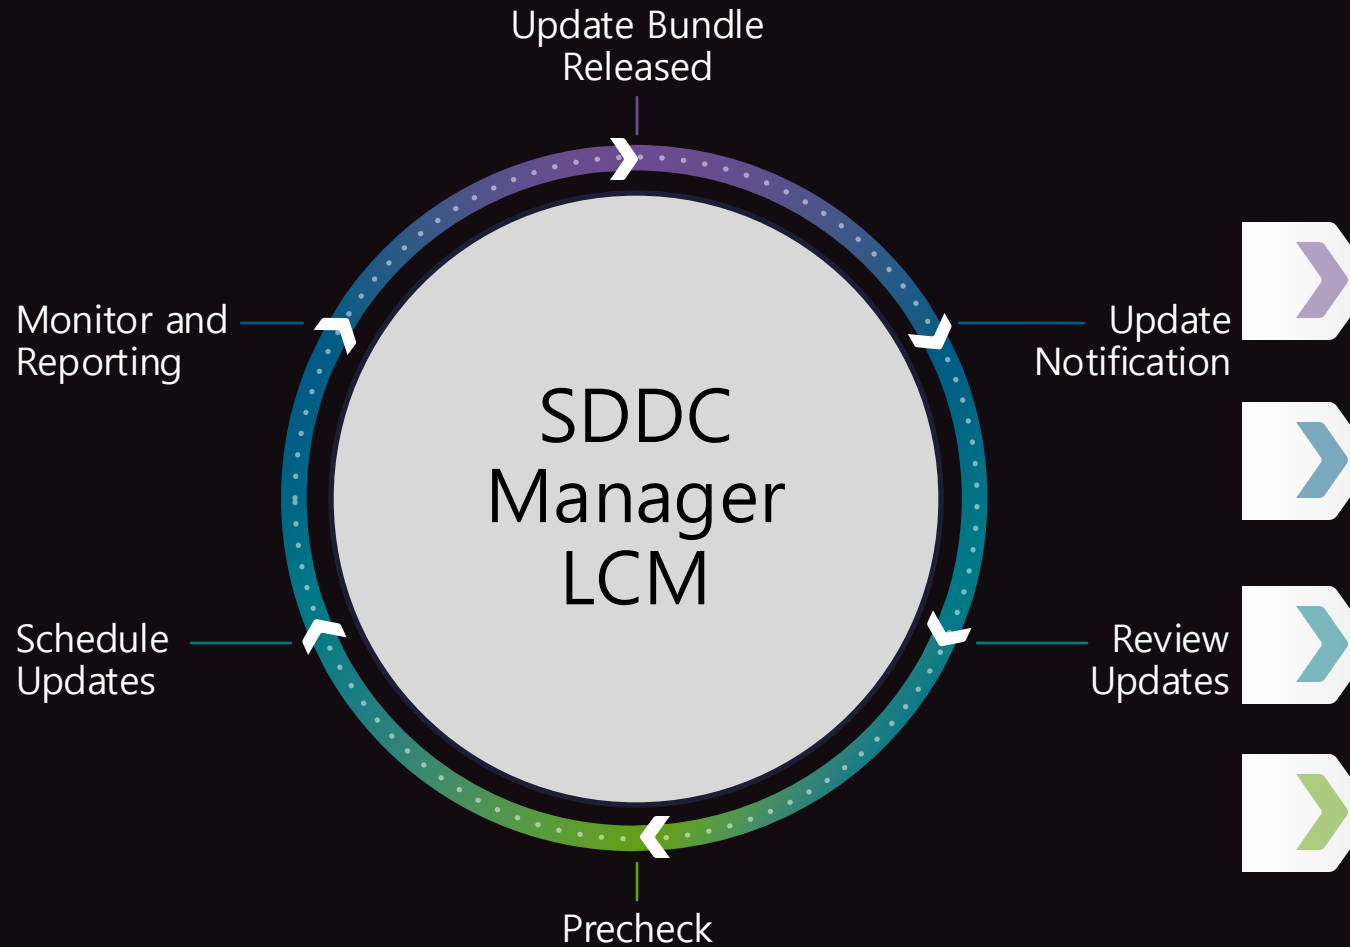 Update Bundle
Released
Monitor and
Reporting
Update
Notification
SDDC
Manager
LCM
Schedule
Updates
Review
Updates
Precheck